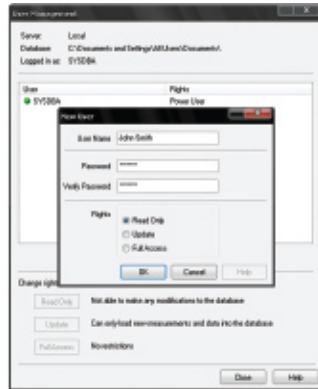 User Management
Server: Local
Database: C:\Documents and Settings\All Users\Documents\
Logged in as: SYSDBA
User Rights
SYSDBA Power User
New User
User Name John Smith
Password
Verify Password
Rights
Read Only
Update
Full Access
OK Cancel Help
Change right
Read Only Not able to make any modifications to the database
Update Can only load new measurements and data into the database
Full Access No restrictions
Close Help